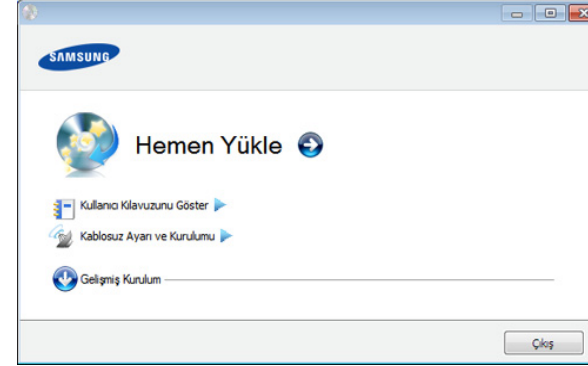 SAMSUNG
Hemen Yükle
Kullanıcı Kılavuzunu Göster
Kablosuz Ayarı ve Kurulumu
Gelişmiş Kurulum
Çıkış